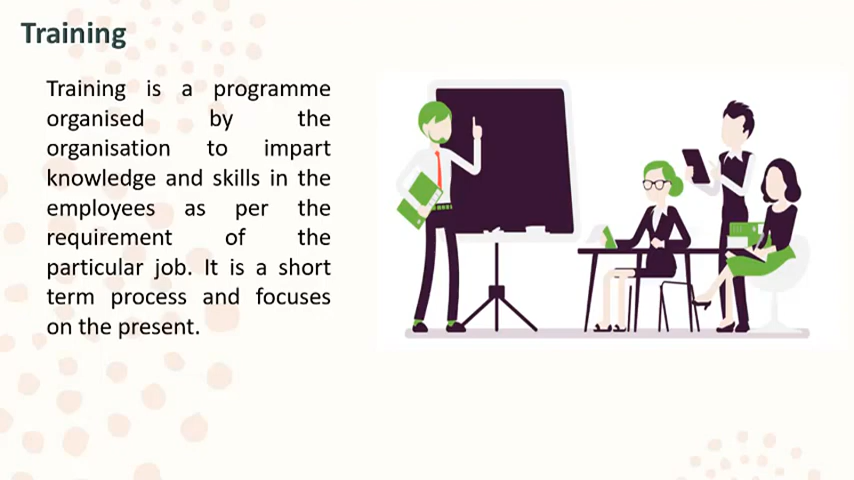 Training
Training is a programme
organised by the
organisation to impart
knowledge and skills in the
employees as per the
requirement of the
particular job. It is a short
term process and focuses
on the present.